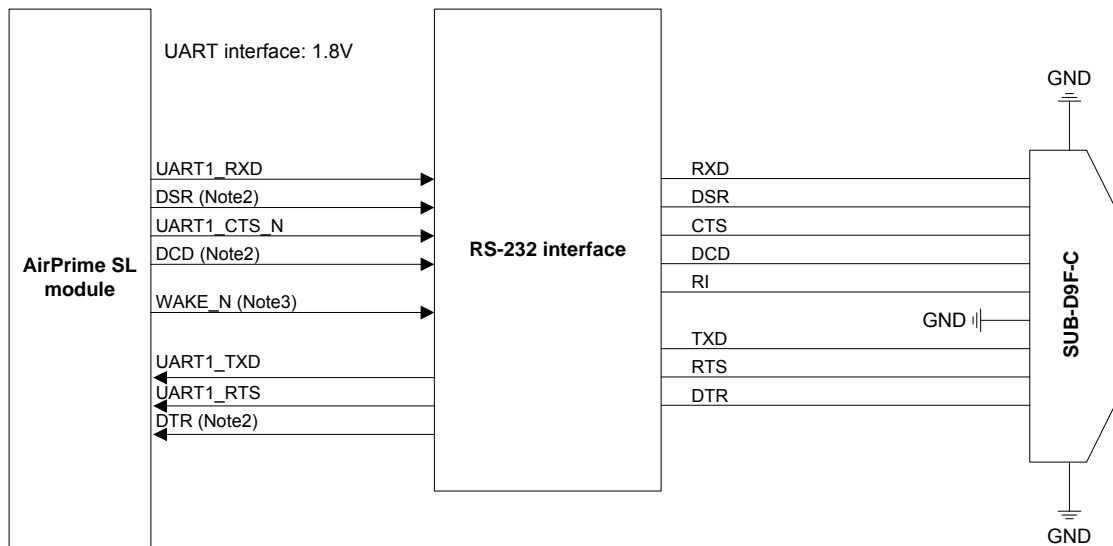 UART interface: 1.8V
AirPrime SL
module
UART1_RXD
DSR (Note2)
UART1_CTS_N
DCD (Note2)
WAKE_N (Note3)
UART1_TXD
UART1_RTS
DTR (Note2)
RS-232 interface
RXD
DSR
CTS
DCD
RI
GND
TXD
RTS
DTR
GND
SUB-D9F-C
GND